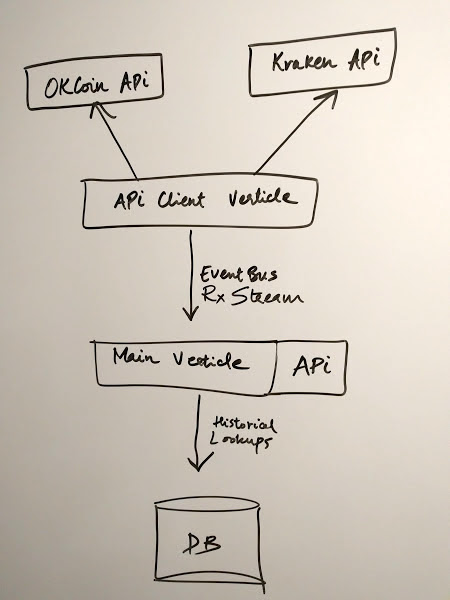 OKCoin APi
Kraken APi
APi Client Verticle
EventBus
Rx Stream
Main Verticle
APi
Historical
Lookups
DB